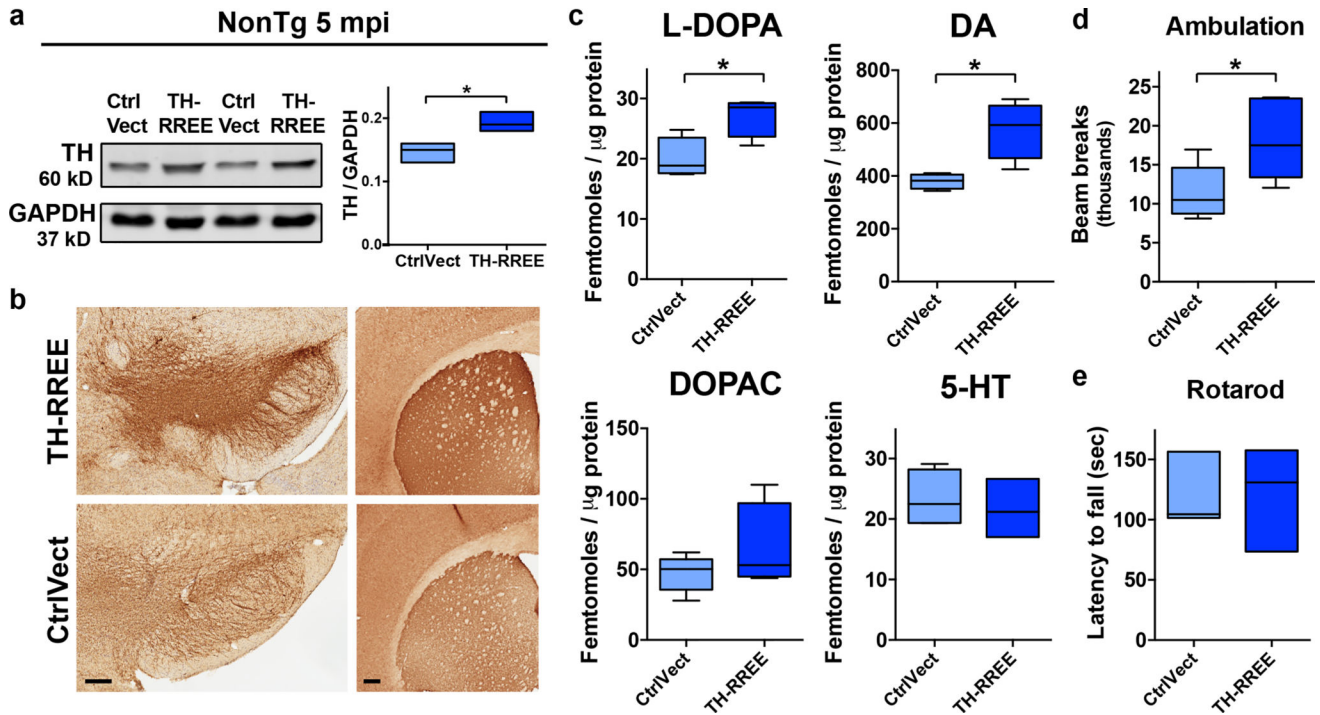 a
NonTg 5 mpi
Ctrl Vect
TH-RREE
Ctrl Vect
TH-RREE
TH
60 kD
GAPDH
37 kD
*
TH / GAPDH
0.2
0.1
0.0
CtrlVect TH-RREE
b
TH-RREE
CtrlVect
c
L-DOPA
*
Femtomoles / µg protein
30
20
10
0
CtrlVect
TH-RREE
DA
*
Femtomoles / µg protein
800
600
400
200
0
CtrlVect
TH-RREE
DOPAC
Femtomoles / µg protein
150
100
50
0
CtrlVect
TH-RREE
5-HT
Femtomoles / µg protein
30
20
10
0
CtrlVect
TH-RREE
d
Ambulation
*
Beam breaks
(thousands)
25
20
15
10
5
0
CtrlVect
TH-RREE
e
Rotarod
Latency to fall (sec)
150
100
50
0
CtrlVect
TH-RREE